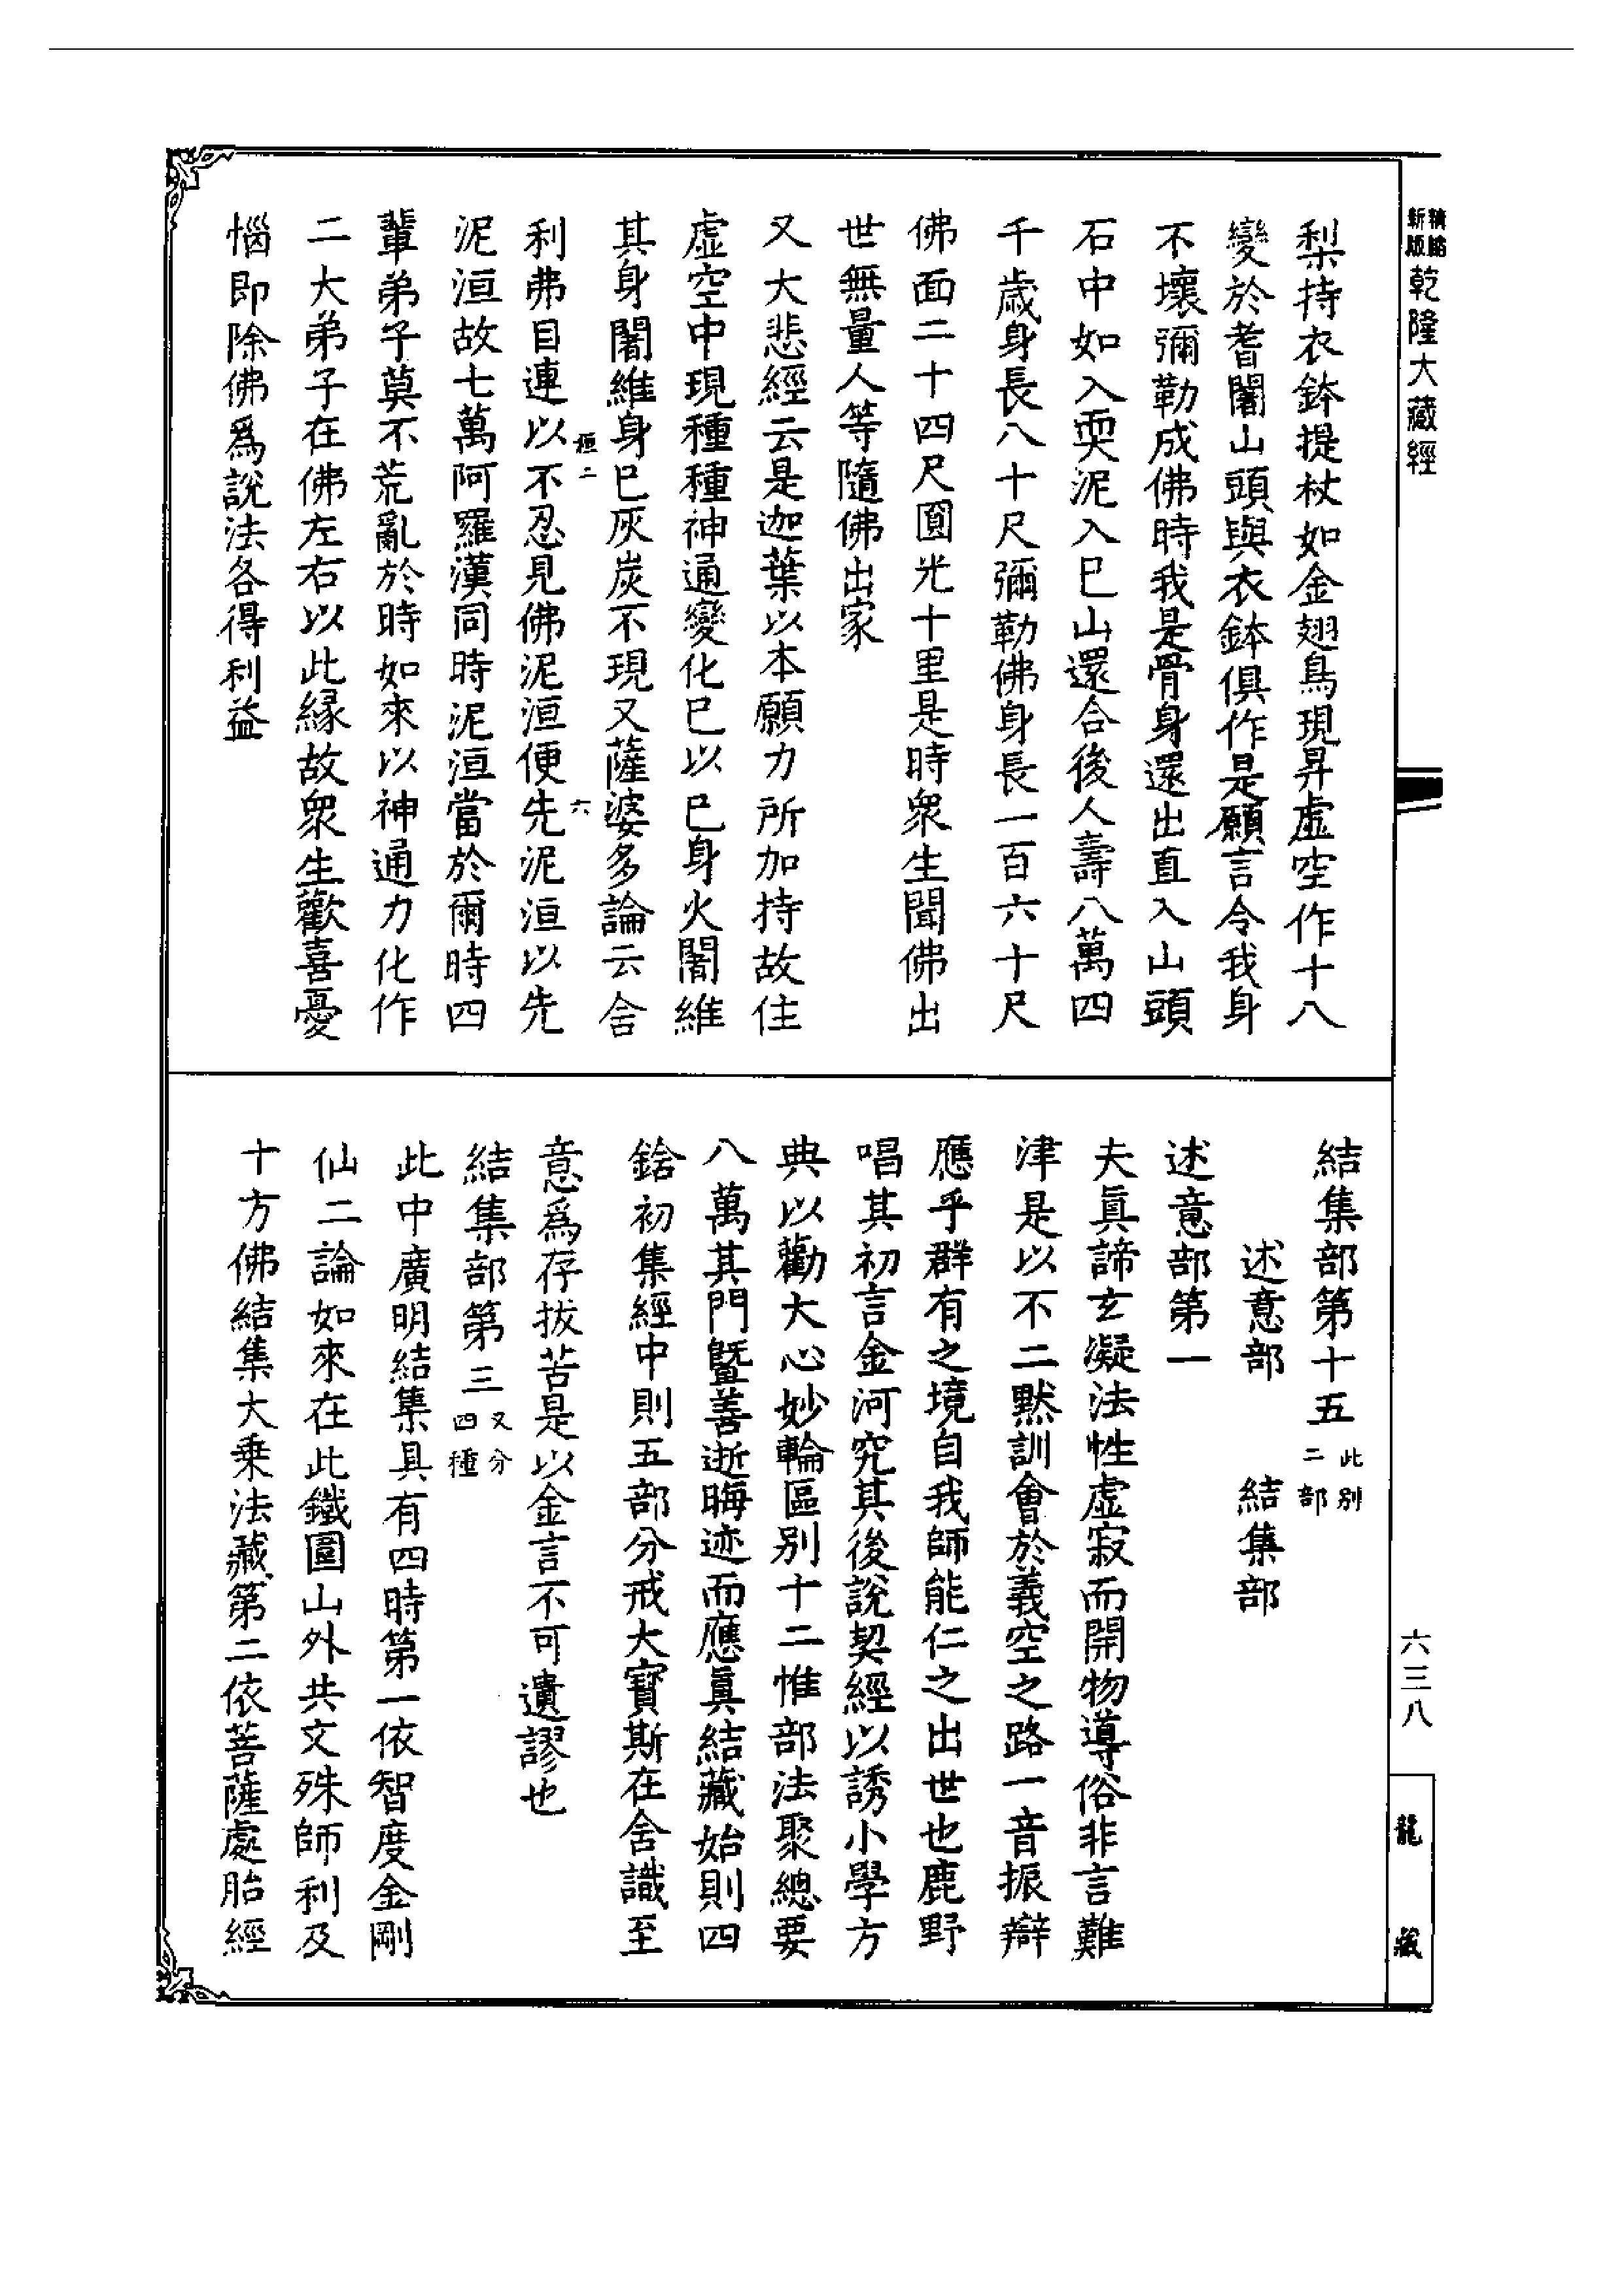 精縮
新版
乾隆大藏經
梨持衣鉢提杖如金翅鳥現昇虛空作十八
變於耆闍山頭與衣鉢俱作是願言令我身
不壞彌勒成佛時我是骨身還出直入山頭
石中如入耎泥入已山還合後人壽八萬四
千歲身長八十尺彌勒佛身長一百六十尺
佛面二十四尺圓光十里是時衆生聞佛出
世無量人等隨佛出家
又大悲經云是迦葉以本願力所加持故住
虛空中現種種神通變化已以已身火闍維
其身闍維身已灰炭不現又薩婆多論云舍
二
六
利弗目連以不忍見佛泥洹便先泥洹以先
泥洹故七萬阿羅漢同時泥洹當於爾時四
輩弟子莫不荒亂於時如來以神通力化作
二大弟子在佛左右以此緣故衆生歡喜憂
惱即除佛爲說法各得利益
結集部第十五 此別二部
述意部 結集部
述意部第一
夫眞諦玄凝法性虛寂而開物導俗非言難
津是以不二默訓會於義空之路一音振辯
應乎群有之境自我師能仁之出世也鹿野
唱其初言金河究其後說契經以誘小學方
典以勸大心妙輪區別十二惟部法聚總要
八萬其門曁善逝晦迹而應眞結藏始則四
鋡初集經中則五部分戒大寳斯在含識至
意爲存拔苦是以金言不可遺謬也
結集部第三 又分四種
此中廣明結集具有四時第一依智度金剛
仙二論如來在此鐵圍山外共文殊師利及
十方佛結集大乘法藏第二依菩薩處胎經
六三八
龍藏